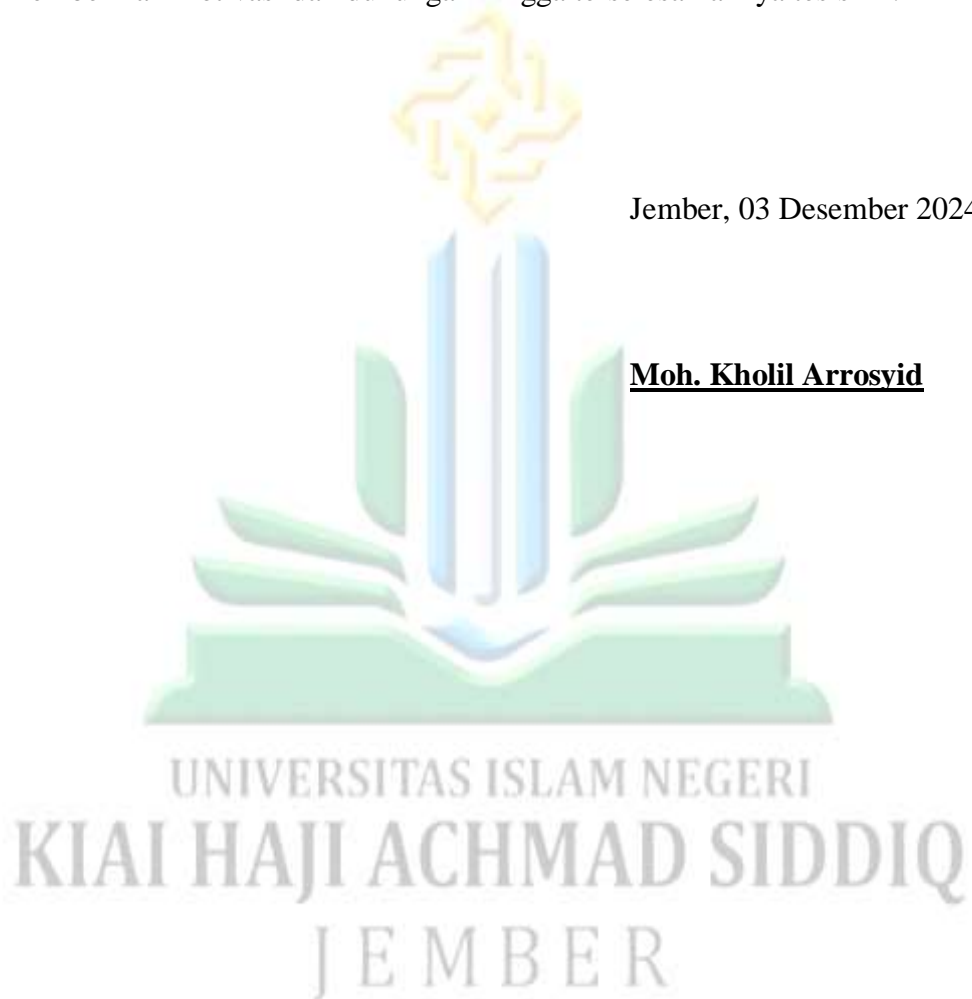 Jember, 03 Desember 2024
Moh. Kholil Arrosyid
UNIVERSITAS ISLAM NEGERI
KIAI HAJI ACHMAD SIDDIQ
JEMBER